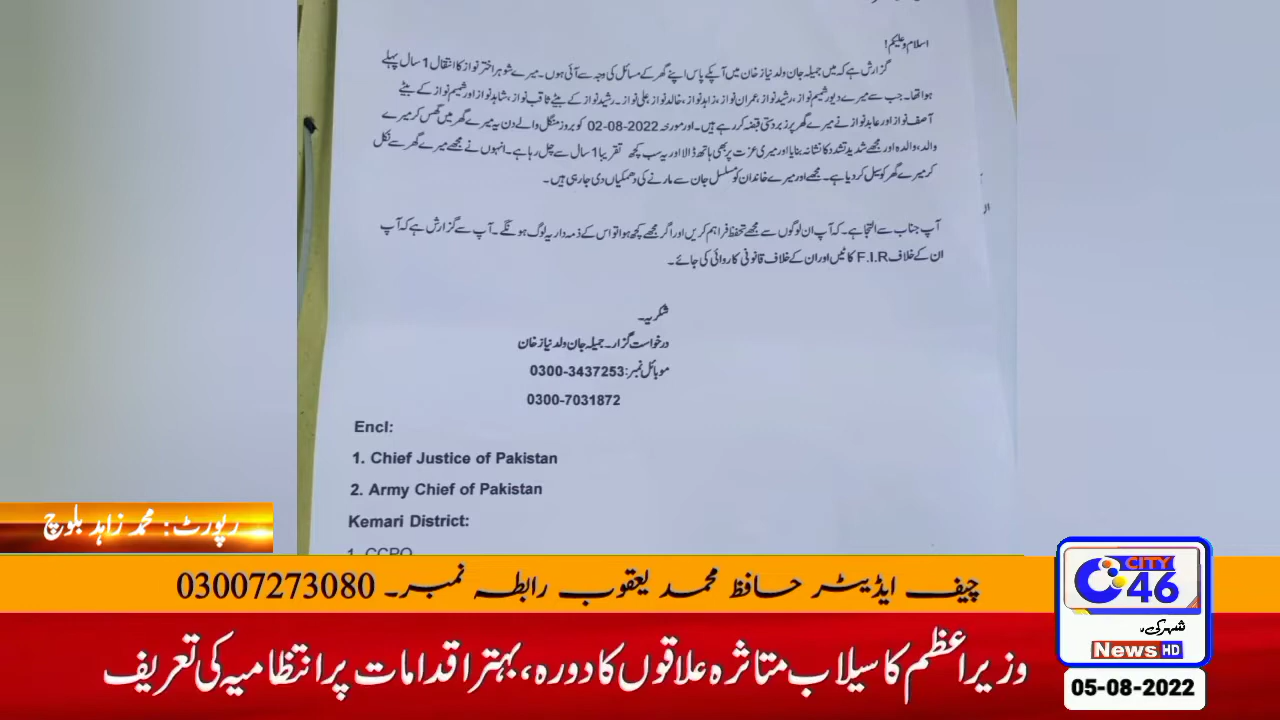 اسلام وعلیکم!
گزارش ہے کہ میں جمیلہ جان ولد نیاز خان میں آپکے پاس اپنے گھر کے مسائل کی وجہ سے آئی ہوں۔ میرے شوہر اختر نواز کا انتقال 1 سال پہلے
ہوا تھا۔ جب سے میرے دیور شیم نواز، رشید نواز، عمران نواز، زاہد نواز، خالد نواز، علی نواز۔ رشید نواز کے بیٹے ثاقب نواز، شاہد نواز اور شیم نواز کے بیٹے
آصف نواز اور عابد نواز نے میرے گھر پر زبردستی قبضہ کر رہے ہیں۔ اور مورخہ 02-08-2022 کو بروز منگل والے دن یہ میرے گھر میں گھس کر میرے
والد، والدہ اور مجھے شدید تشدد کا نشانہ بنایا اور میری عزت پر بھی ہاتھ ڈالا اور یہ سب کچھ تقریبا 1 سال سے چل رہا ہے۔ انہوں نے مجھے میرے گھر سے نکل
کر میرے گھر کو سیل کر دیا ہے۔ مجھے اور میرے خاندان کو مسلسل جان سے مارنے کی دھمکیاں دی جا رہی ہیں۔
آپ جناب سے التجا ہے۔ کہ آپ ان لوگوں سے مجھے تحفظ فراہم کریں اور اگر مجھے کچھ ہوا تو اس کے ذمہ دار یہ لوگ ہونگے۔ آپ سے گزارش ہے کہ آپ
ان کے خلاف F.I.R کاٹیں اور ان کے خلاف قانونی کاروائی کی جائے۔
شکریہ۔
درخواست گزار۔ جمیلہ جان ولد نیاز خان
موبائل نمبر: 0300-3437253
0300-7031872
Encl:
1. Chief Justice of Pakistan
2. Army Chief of Pakistan
Kemari District:
1. CCPO
رپورٹ: محمد زاہد بلوچ
چیف ایڈیٹر حافظ محمد یعقوب رابطہ نمبر۔ 03007273080
CITY
46
شہر کی
News HD
وزیراعظم کا سیلاب متاثرہ علاقوں کا دورہ، بہتر اقدامات پر انتظامیہ کی تعریف
05-08-2022